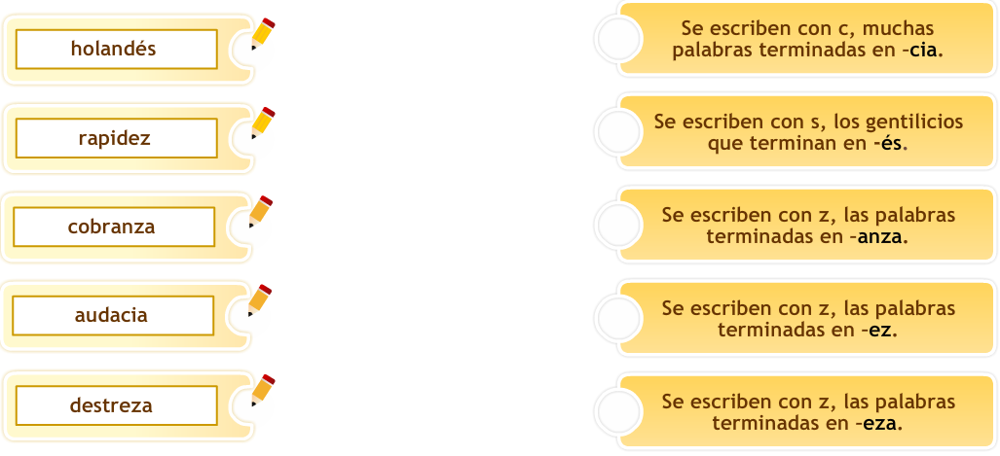 holandés
rapidez
cobranza
audacia
destreza
Se escriben con c, muchas
palabras terminadas en –cia.
Se escriben con s, los gentilicios
que terminan en -és.
Se escriben con z, las palabras
terminadas en –anza.
Se escriben con z, las palabras
terminadas en –ez.
Se escriben con z, las palabras
terminadas en –eza.